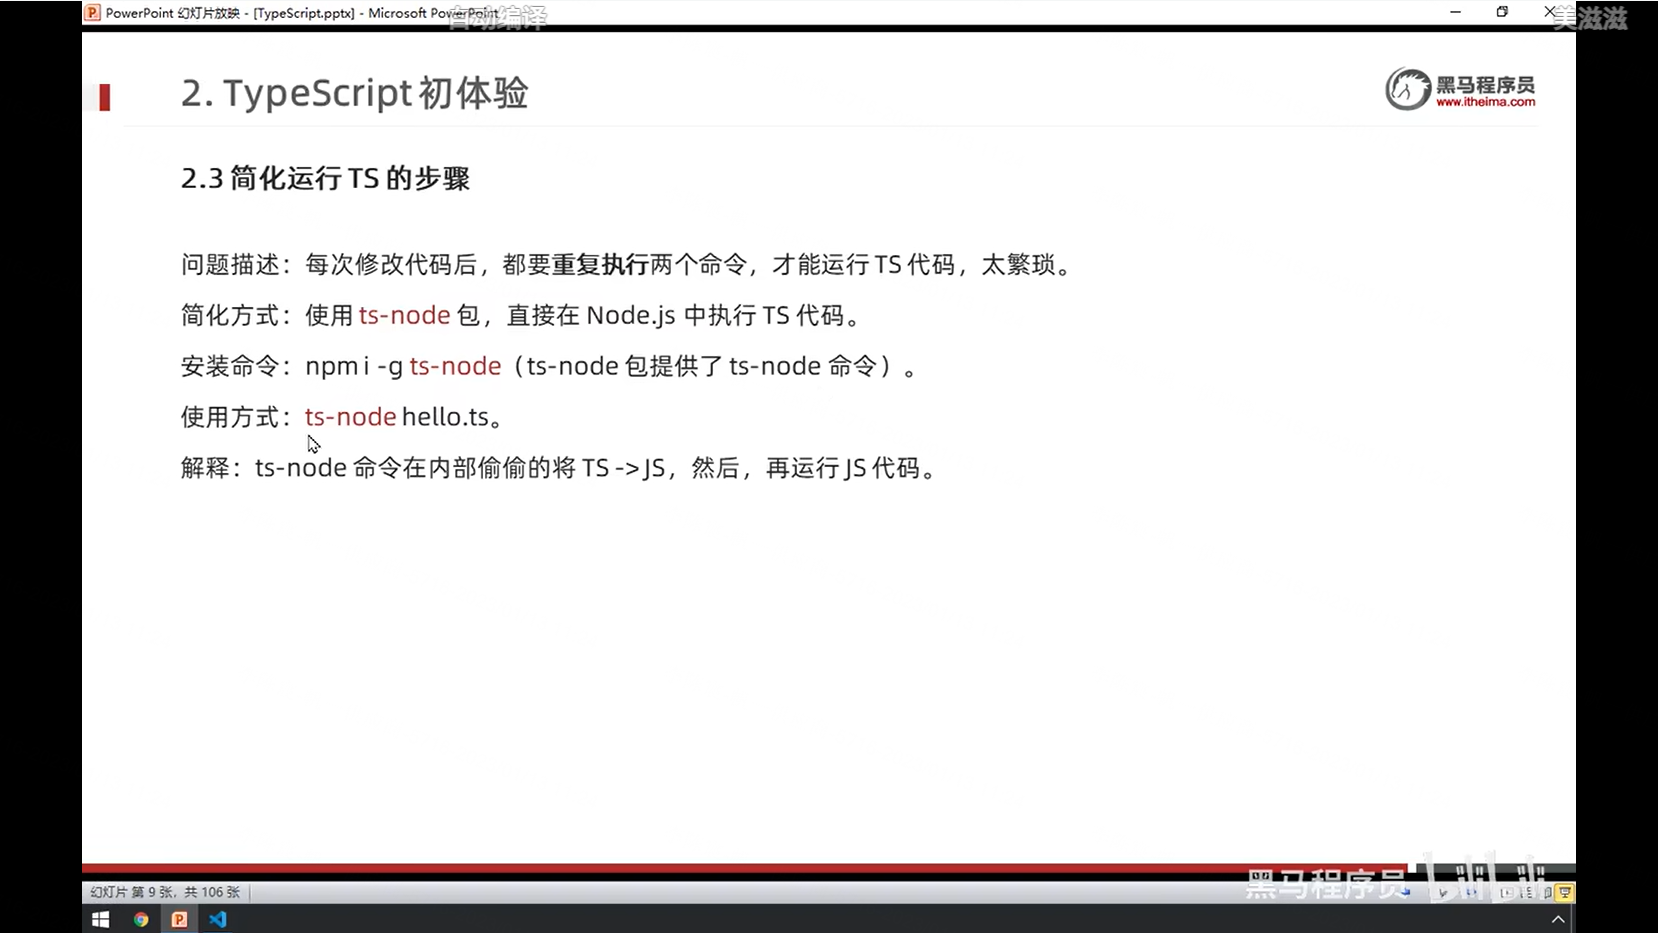 PowerPoint 幻灯片放映 - [TypeScript.pptx] - Microsoft PowerPoint
自动编译
美滋滋
2. TypeScript 初体验
黑马程序员
www.itheima.com
2.3 简化运行 TS 的步骤
问题描述：每次修改代码后，都要重复执行两个命令，才能运行 TS 代码，太繁琐。
简化方式：使用 ts-node 包，直接在 Node.js 中执行 TS 代码。
安装命令：npm i -g ts-node（ts-node 包提供了 ts-node 命令）。
使用方式：ts-node hello.ts。
解释：ts-node 命令在内部偷偷的将 TS -> JS，然后，再运行 JS 代码。
黑马程序员 bilibili
幻灯片 第 9 张，共 106 张